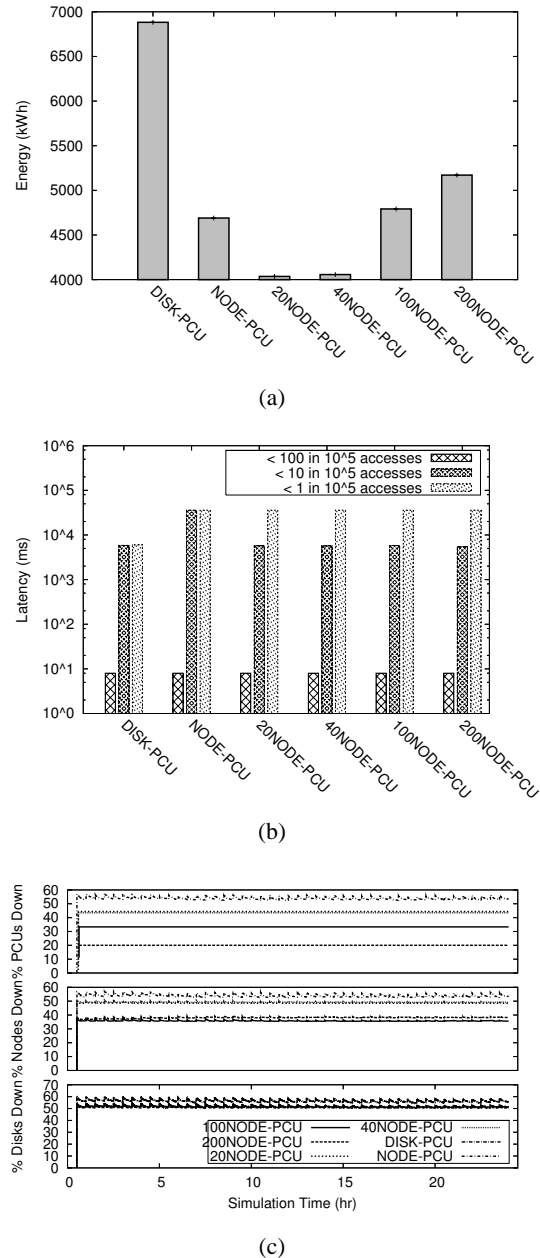 7000
6500
6000
5500
5000
4500
4000
Energy (kWh)
DISK-PCU
NODE-PCU
20NODE-PCU
40NODE-PCU
100NODE-PCU
200NODE-PCU
(a)
10^6
10^5
10^4
10^3
10^2
10^1
10^0
Latency (ms)
< 100 in 10^5 accesses
< 10 in 10^5 accesses
< 1 in 10^5 accesses
DISK-PCU
NODE-PCU
20NODE-PCU
40NODE-PCU
100NODE-PCU
200NODE-PCU
(b)
% PCUs Down
60
50
40
30
20
10
0
% Nodes Down
60
50
40
30
20
10
0
% Disks Down
70
60
50
40
30
20
10
0
100NODE-PCU
200NODE-PCU
20NODE-PCU
40NODE-PCU
DISK-PCU
NODE-PCU
0 5 10 15 20
Simulation Time (hr)
(c)